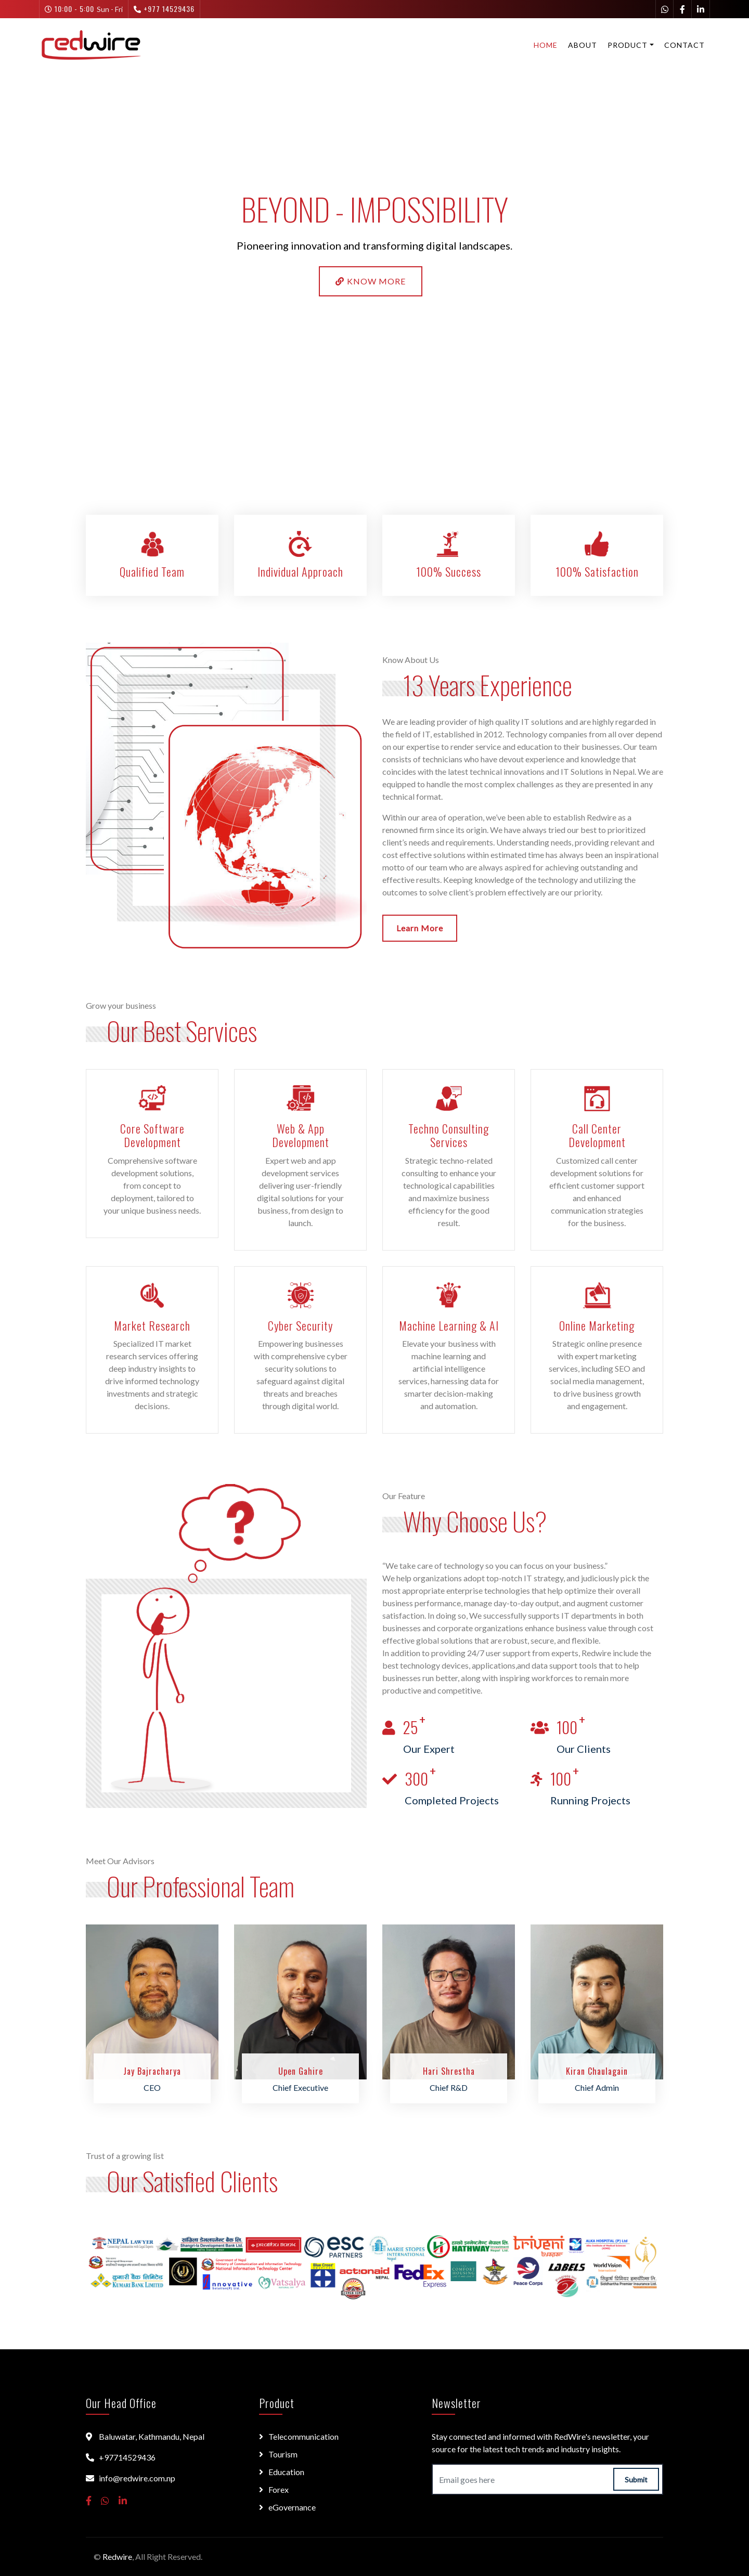 10:00 - 5:00 Sun - Fri
+977 14529436
redwire
HOME
ABOUT
PRODUCT
CONTACT
BEYOND - IMPOSSIBILITY
Pioneering innovation and transforming digital landscapes.
KNOW MORE
Qualified Team
Individual Approach
100% Success
100% Satisfaction
Know About Us
13 Years Experience
We are leading provider of high quality IT solutions and are highly regarded in
the field of IT, established in 2012. Technology companies from all over depend
on our expertise to render service and education to their businesses. Our team
consists of technicians who have devout experience and knowledge that
coincides with the latest technical innovations and IT Solutions in Nepal. We are
equipped to handle the most complex challenges as they are presented in any
technical format.
Within our area of operation, we've been able to establish Redwire as a
renowned firm since its origin. We have always tried our best to prioritized
client's needs and requirements. Understanding needs, providing relevant and
cost effective solutions within estimated time has always been an inspirational
motto of our team who are always aspired for achieving outstanding and
effective results. Keeping knowledge of the technology and utilizing the
outcomes to solve client's problem effectively are our priority.
Learn More
Grow your business
Our Best Services
Core Software
Development
Comprehensive software
development solutions,
from concept to
deployment, tailored to
your unique business needs.
Web & App
Development
Expert web and app
development services
delivering user-friendly
digital solutions for your
business, from design to
launch.
Techno Consulting
Services
Strategic techno-related
consulting to enhance your
technological capabilities
and maximize business
efficiency for the good
result.
Call Center
Development
Customized call center
development solutions for
efficient customer support
and enhanced
communication strategies
for the business.
Market Research
Specialized IT market
research services offering
deep industry insights to
drive informed technology
investments and strategic
decisions.
Cyber Security
Empowering businesses
with comprehensive cyber
security solutions to
safeguard against digital
threats and breaches
through digital world.
Machine Learning & AI
Elevate your business with
machine learning and
artificial intelligence
services, harnessing data for
smarter decision-making
and automation.
Online Marketing
Strategic online presence
with expert marketing
services, including SEO and
social media management,
to drive business growth
and engagement.
?
Our Feature
Why Choose Us?
"We take care of technology so you can focus on your business."
We help organizations adopt top-notch IT strategy, and judiciously pick the
most appropriate enterprise technologies that help optimize their overall
business performance, manage day-to-day output, and augment customer
satisfaction. In doing so, We successfully supports IT departments in both
businesses and corporate organizations enhance business value through cost
effective global solutions that are robust, secure, and flexible.
In addition to providing 24/7 user support from experts, Redwire include the
best technology devices, applications,and data support tools that to help
businesses run better, along with inspiring workforces to remain more
productive and competitive.
25+
Our Expert
100+
Our Clients
300+
Completed Projects
100+
Running Projects
Meet Our Advisors
Our Professional Team
Jay Bajracharya
CEO
Upen Gahire
Chief Executive
Hari Shrestha
Chief R&D
Kiran Chaulagain
Chief Admin
Trust of a growing list
Our Satisfied Clients
NEPAL LAWYER
Shangri-la Development Bank Ltd.
PRABHU BANK
esc
PARTNERS
MARIE STOPES
INTERNATIONAL
Nepal
HATHWAY
triveni
ALKA HOSPITAL (P) Ltd
कुमारी बैंक लिमिटेड
KUMARI BANK LIMITED
National Information Technology Center
Innovative
Vatsalya
Blue Cross
actionaid
NEPAL
FedEx
Express
Peace Corps
LABELS
World Vision
Siddhartha Premier Insurance Ltd.
Our Head Office
Baluwatar, Kathmandu, Nepal
+97714529436
info@redwire.com.np
Product
Telecommunication
Tourism
Education
Forex
eGovernance
Newsletter
Stay connected and informed with RedWire's newsletter, your
source for the latest tech trends and industry insights.
Email goes here
Submit
© Redwire, All Right Reserved.